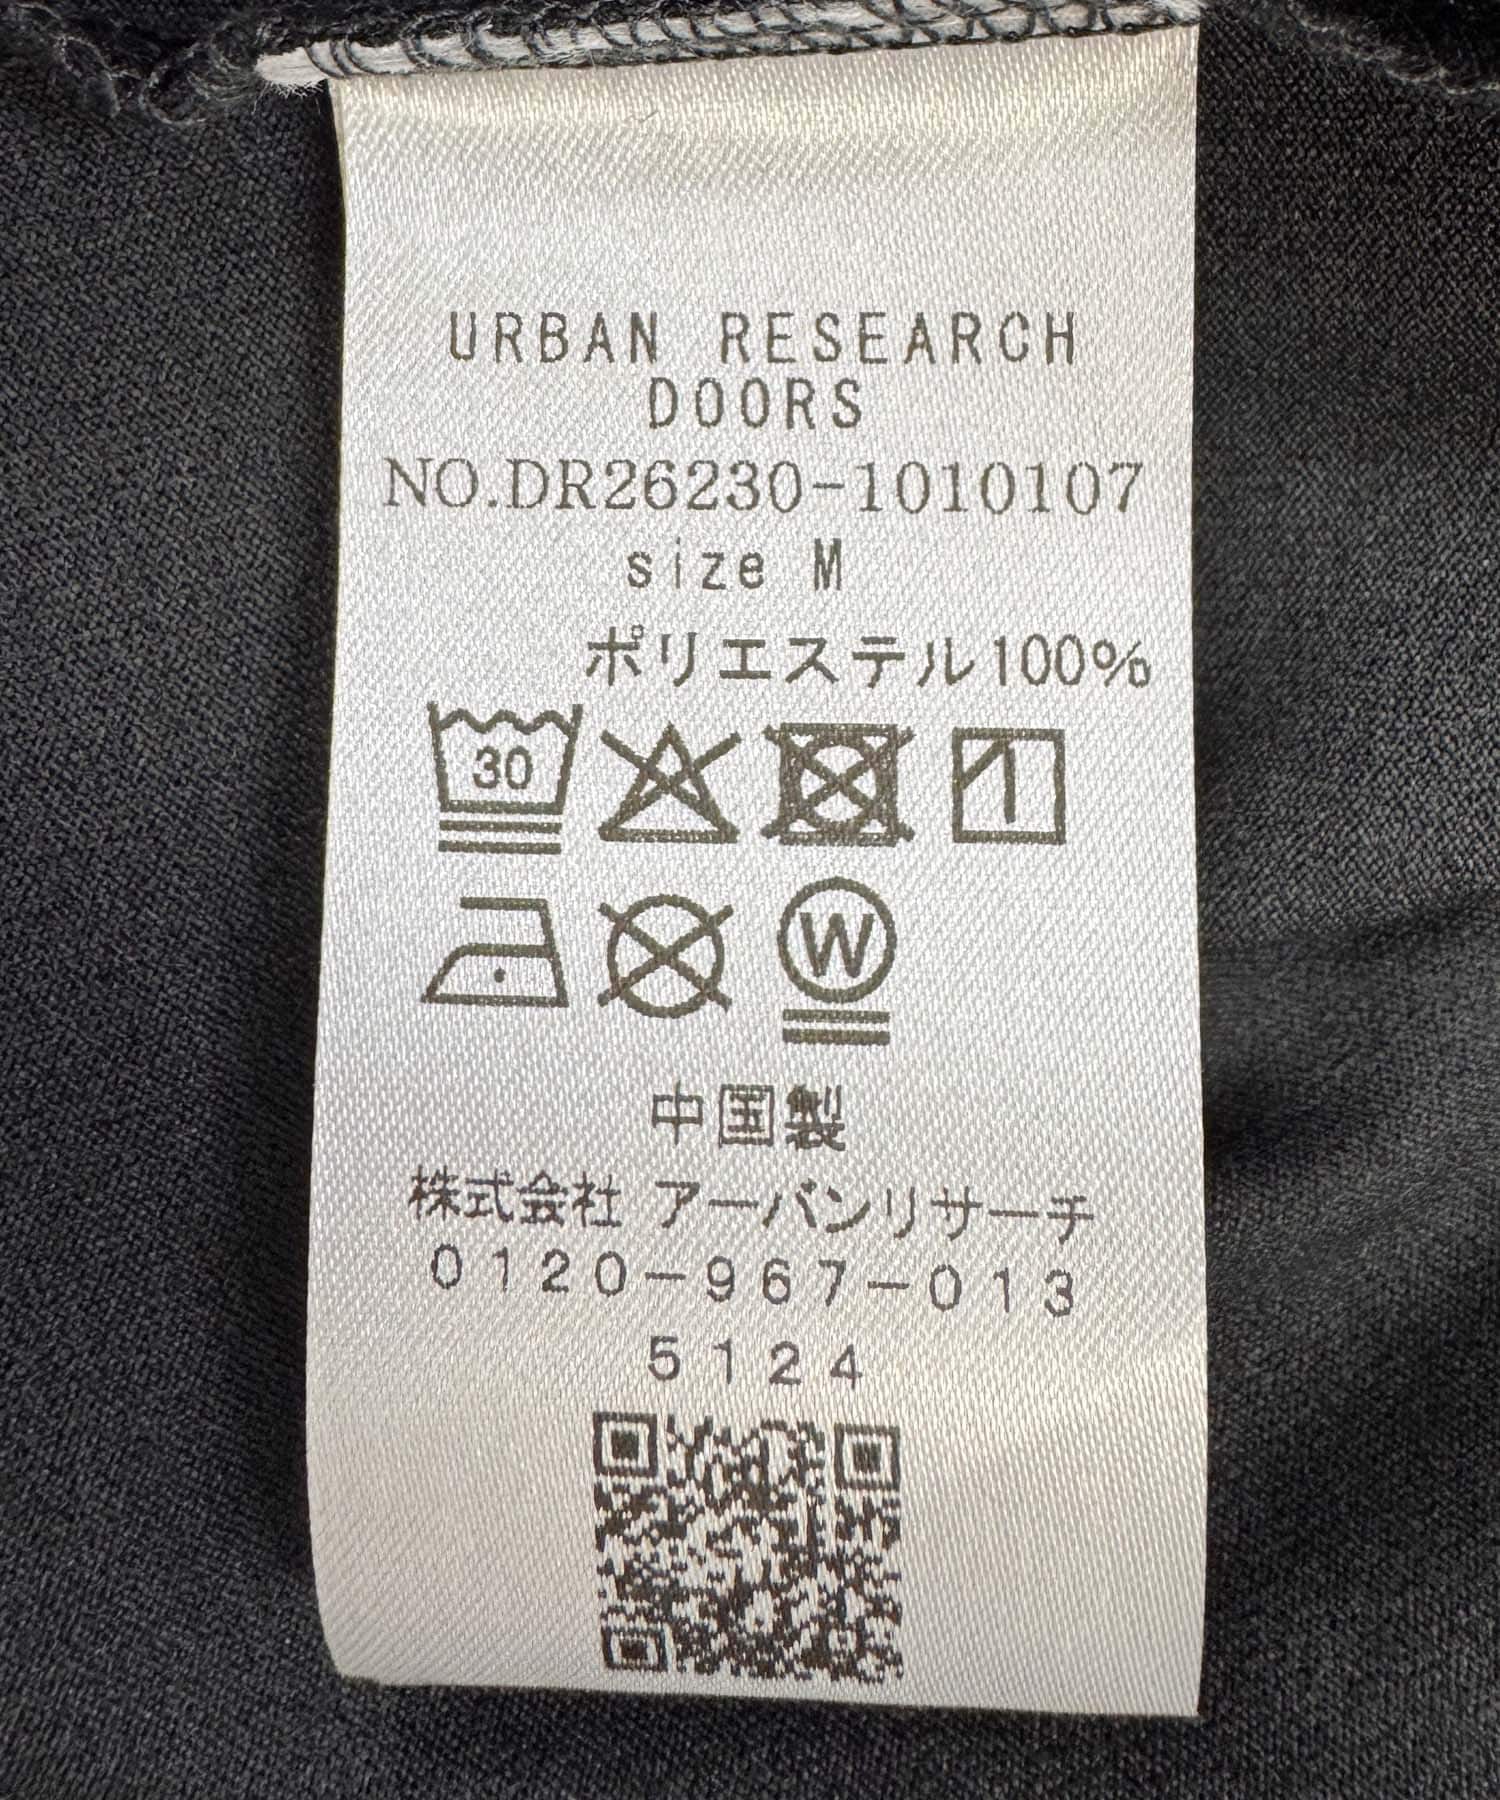 URBAN RESEARCH
DOORS
NO.DR26230-1010107
size M
ポリエステル100%
30
W
中国製
株式会社 アーバンリサーチ
0120-967-013
5124